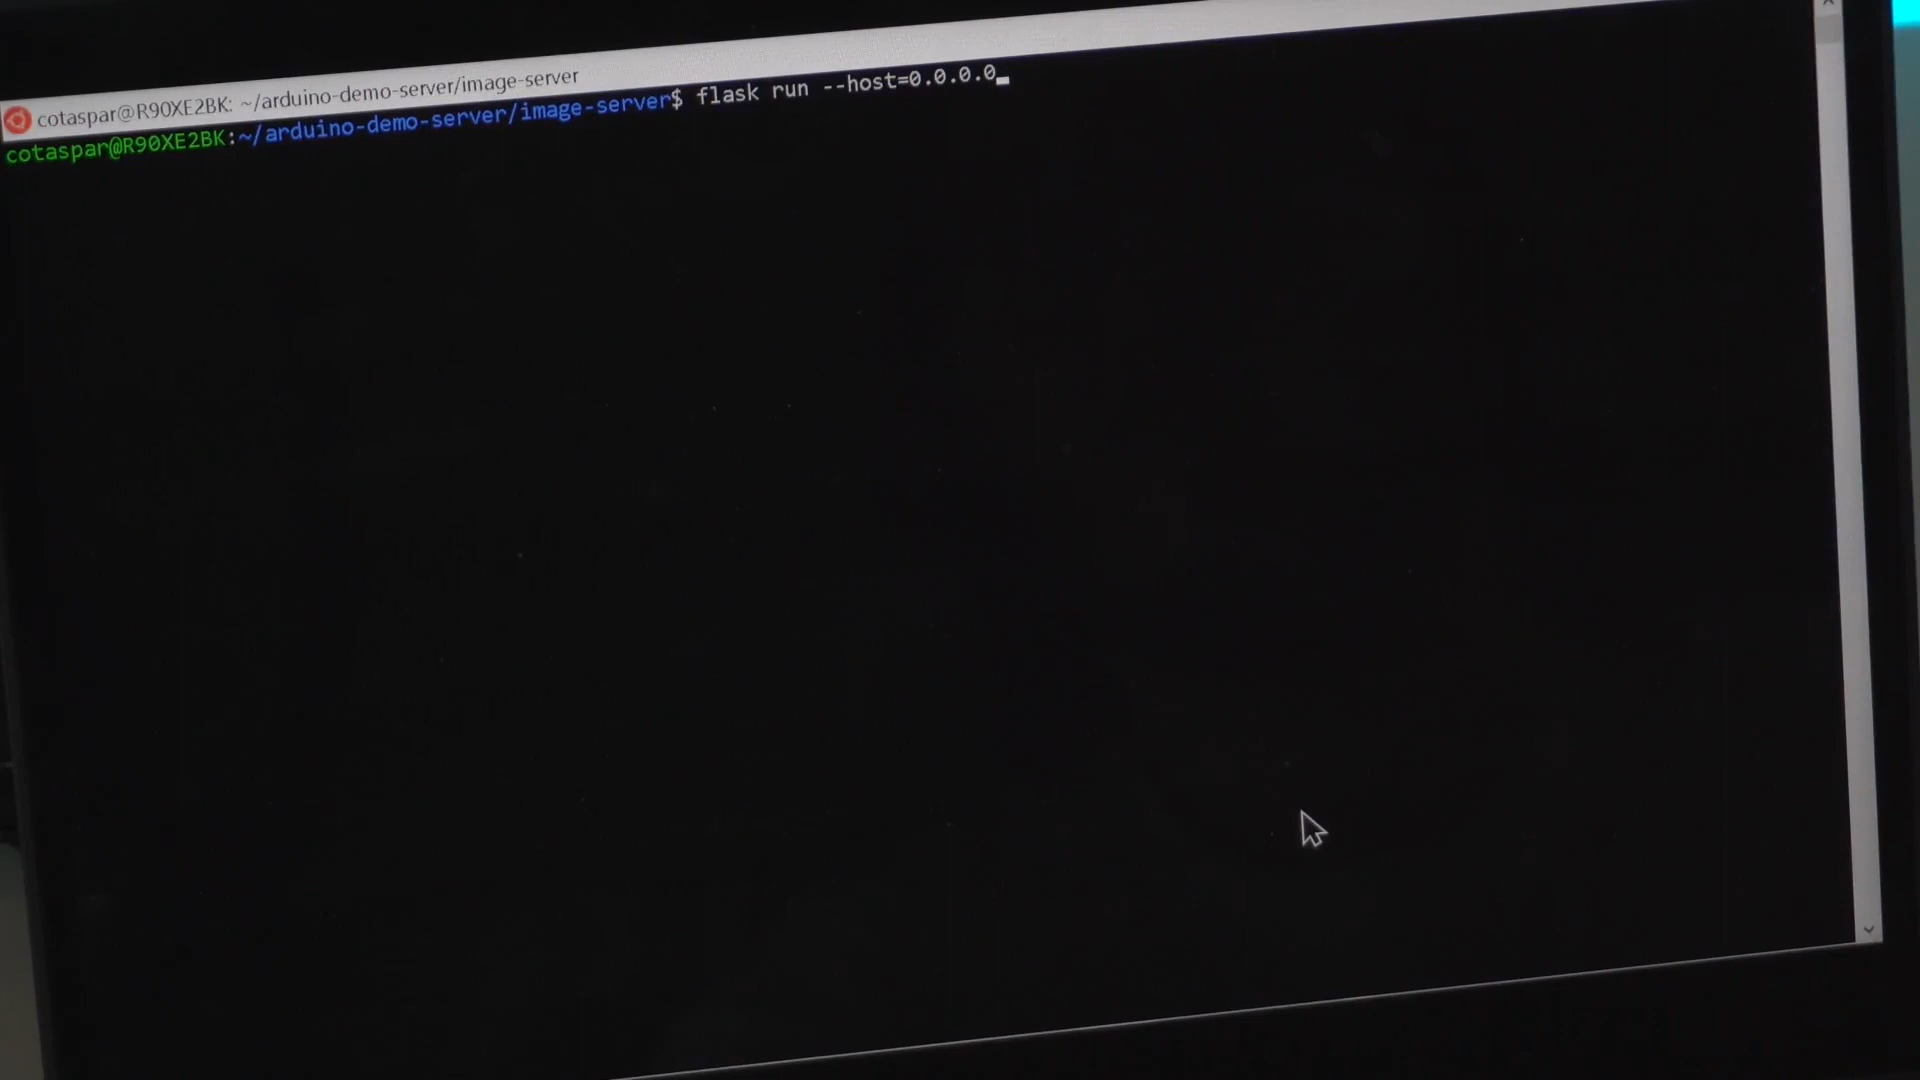 cotaspar@R90XE2BK: ~/arduino-demo-server/image-server
cotaspar@R90XE2BK:~/arduino-demo-server/image-server$ flask run --host=0.0.0.0